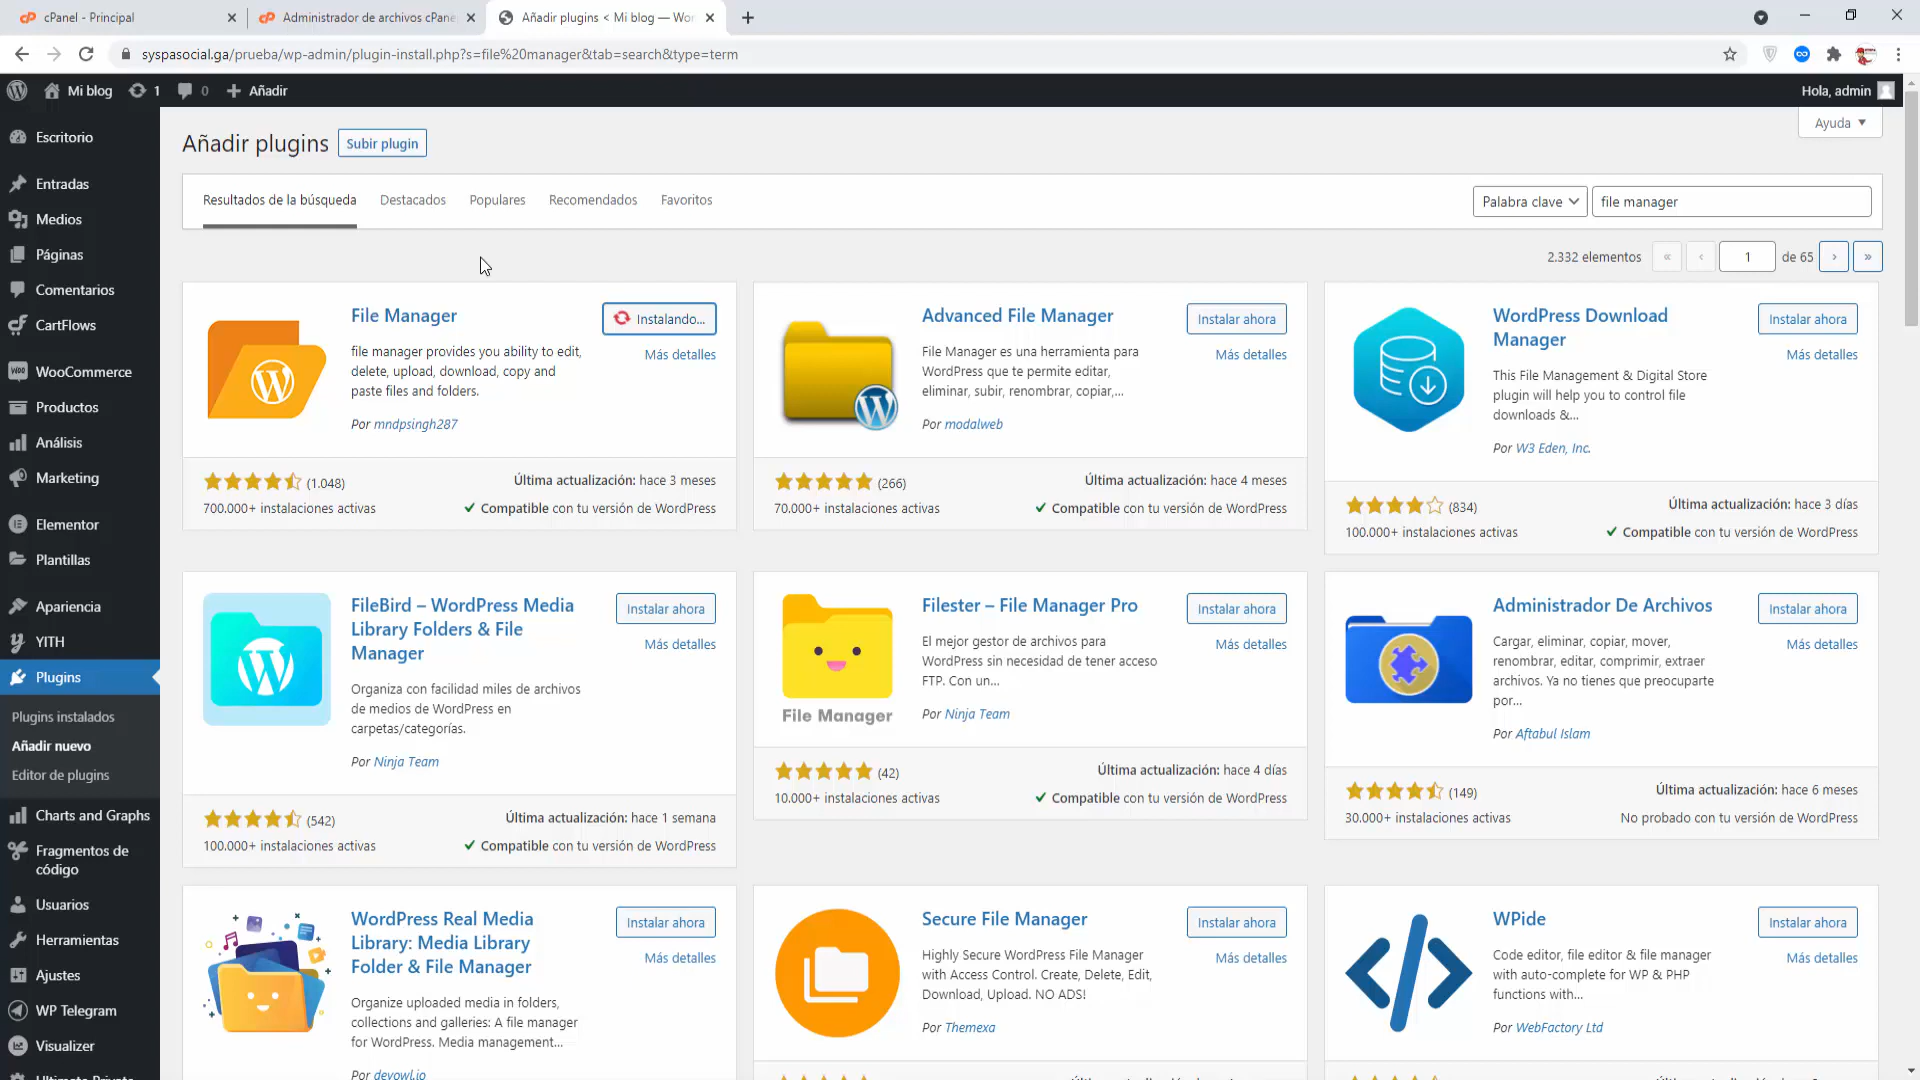 cPanel - Principal
Administrador de archivos cPane
Añadir plugins < Mi blog — Wor
syspasocial.ga/prueba/wp-admin/plugin-install.php?s=file%20manager&tab=search&type=term
Mi blog
1
0
Añadir
Hola, admin
Escritorio
Entradas
Medios
Páginas
Comentarios
CartFlows
WooCommerce
Productos
Análisis
Marketing
Elementor
Plantillas
Apariencia
YITH
Plugins
Plugins instalados
Añadir nuevo
Editor de plugins
Charts and Graphs
Fragmentos de
código
Usuarios
Herramientas
Ajustes
WP Telegram
Visualizer
Ultimate Private
Ayuda
Añadir plugins
Subir plugin
Resultados de la búsqueda
Destacados
Populares
Recomendados
Favoritos
Palabra clave
file manager
2.332 elementos
«
‹
1
de 65
›
»
File Manager
Instalando...
Más detalles
file manager provides you ability to edit,
delete, upload, download, copy and
paste files and folders.
Por mndpsingh287
(1.048)
700.000+ instalaciones activas
Última actualización: hace 3 meses
Compatible con tu versión de WordPress
Advanced File Manager
Instalar ahora
Más detalles
File Manager es una herramienta para
WordPress que te permite editar,
eliminar, subir, renombrar, copiar,...
Por modalweb
(266)
70.000+ instalaciones activas
Última actualización: hace 4 meses
Compatible con tu versión de WordPress
WordPress Download
Manager
Instalar ahora
Más detalles
This File Management & Digital Store
plugin will help you to control file
downloads &...
Por W3 Eden, Inc.
(834)
100.000+ instalaciones activas
Última actualización: hace 3 días
Compatible con tu versión de WordPress
FileBird – WordPress Media
Library Folders & File
Manager
Instalar ahora
Más detalles
Organiza con facilidad miles de archivos
de medios de WordPress en
carpetas/categorías.
Por Ninja Team
(542)
100.000+ instalaciones activas
Última actualización: hace 1 semana
Compatible con tu versión de WordPress
File Manager
Filester – File Manager Pro
Instalar ahora
Más detalles
El mejor gestor de archivos para
WordPress sin necesidad de tener acceso
FTP. Con un...
Por Ninja Team
(42)
10.000+ instalaciones activas
Última actualización: hace 4 días
Compatible con tu versión de WordPress
Administrador De Archivos
Instalar ahora
Más detalles
Cargar, eliminar, copiar, mover,
renombrar, editar, comprimir, extraer
archivos. Ya no tienes que preocuparte
por...
Por Aftabul Islam
(149)
30.000+ instalaciones activas
Última actualización: hace 6 meses
No probado con tu versión de WordPress
WordPress Real Media
Library: Media Library
Folder & File Manager
Instalar ahora
Más detalles
Organize uploaded media in folders,
collections and galleries: A file manager
for WordPress. Media management...
Por devowl.io
Secure File Manager
Instalar ahora
Más detalles
Highly Secure WordPress File Manager
with Access Control. Create, Delete, Edit,
Download, Upload. NO ADS!
Por Themexa
WPide
Instalar ahora
Más detalles
Code editor, file editor & file manager
with auto-complete for WP & PHP
functions with...
Por WebFactory Ltd